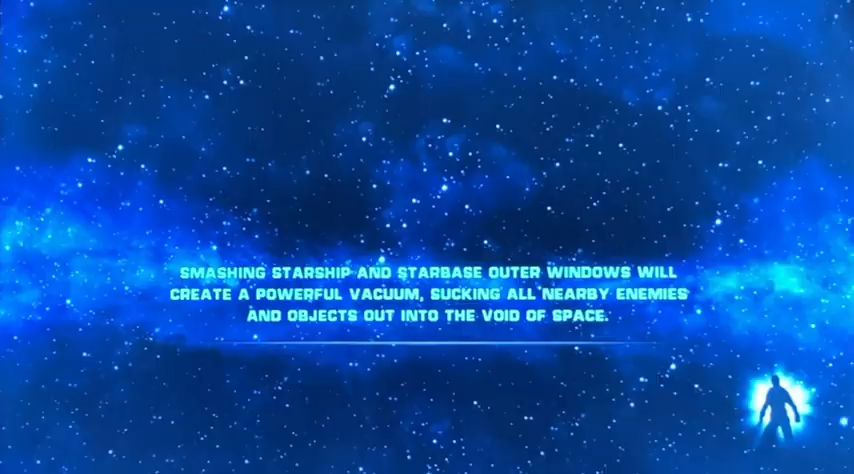 SMASHING STARSHIP AND STARBASE OUTER WINDOWS WILL
CREATE A POWERFUL VACUUM, SUCKING ALL NEARBY ENEMIES
AND OBJECTS OUT INTO THE VOID OF SPACE.